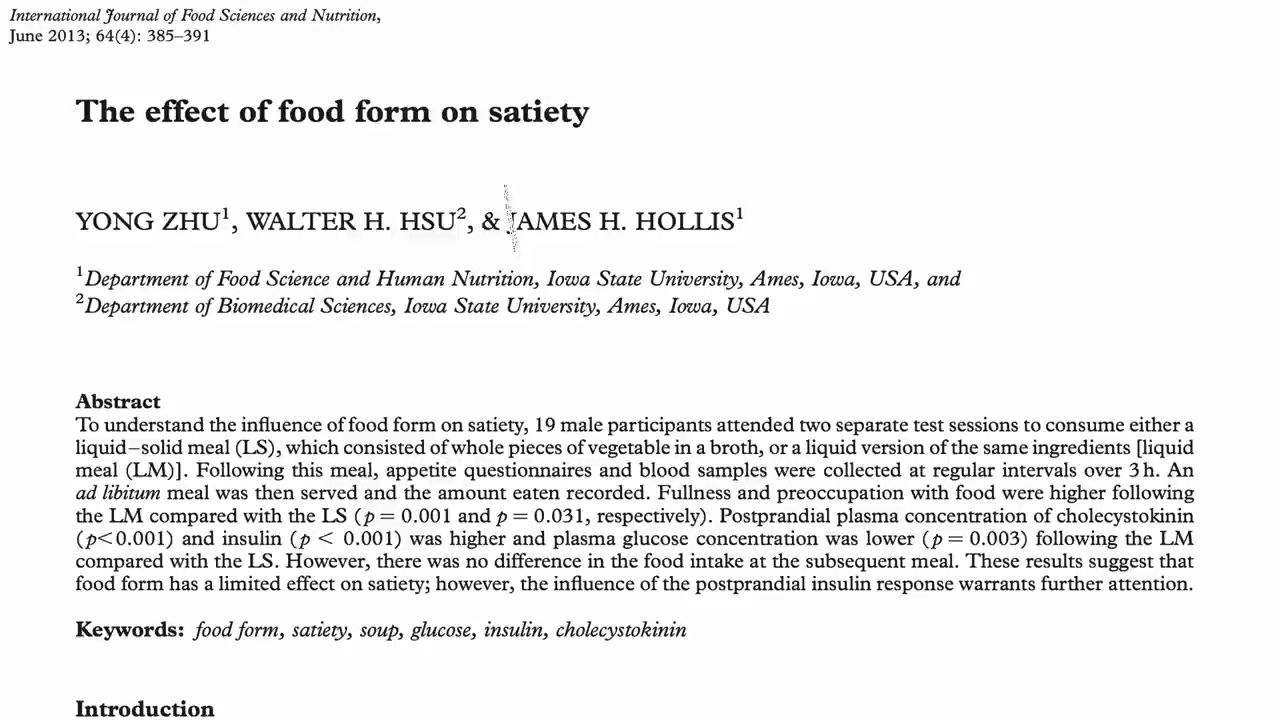 International Journal of Food Sciences and Nutrition,
June 2013; 64(4): 385–391
The effect of food form on satiety
YONG ZHU1, WALTER H. HSU2, & JAMES H. HOLLIS1
1Department of Food Science and Human Nutrition, Iowa State University, Ames, Iowa, USA, and
2Department of Biomedical Sciences, Iowa State University, Ames, Iowa, USA
Abstract
To understand the influence of food form on satiety, 19 male participants attended two separate test sessions to consume either a
liquid–solid meal (LS), which consisted of whole pieces of vegetable in a broth, or a liquid version of the same ingredients [liquid
meal (LM)]. Following this meal, appetite questionnaires and blood samples were collected at regular intervals over 3 h. An
ad libitum meal was then served and the amount eaten recorded. Fullness and preoccupation with food were higher following
the LM compared with the LS (p = 0.001 and p = 0.031, respectively). Postprandial plasma concentration of cholecystokinin
(p<0.001) and insulin (p < 0.001) was higher and plasma glucose concentration was lower (p = 0.003) following the LM
compared with the LS. However, there was no difference in the food intake at the subsequent meal. These results suggest that
food form has a limited effect on satiety; however, the influence of the postprandial insulin response warrants further attention.
Keywords: food form, satiety, soup, glucose, insulin, cholecystokinin
Introduction